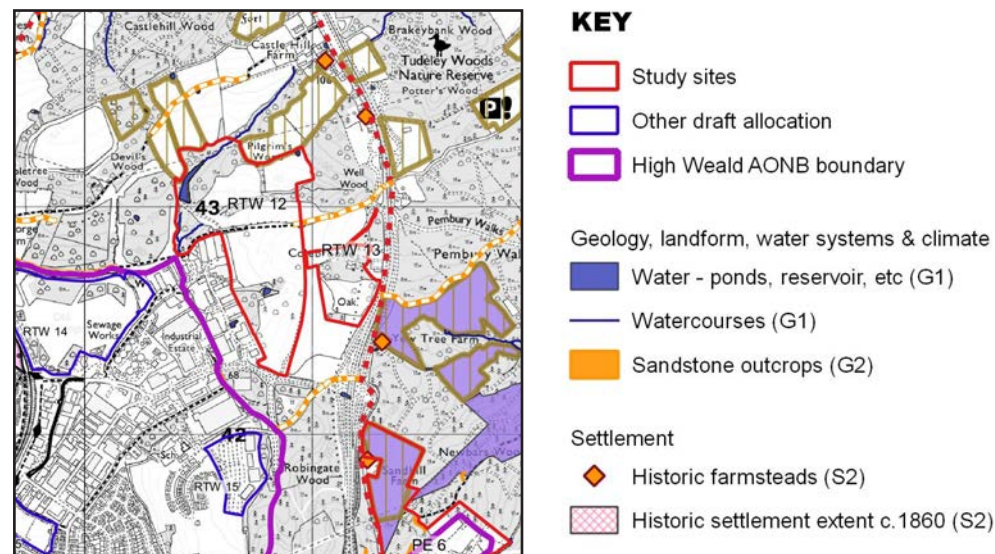 Castlehill Wood
Castle Hill
Farm
Brakeybank Wood
Tudeley Woods
Nature Reserve
Potter's Wood
P!
Devil's
Wood
Pilgrim's
Well
Wood
43 RTW 12
Pembury Walks
RTW 13
Oak
RTW 14
Sewage
Works
Industrial
Estate
Yew Tree Farm
68
42
Sch
RTW 15
Robingate
Wood
Sandhill
Farm
PE 6
KEY
Study sites
Other draft allocation
High Weald AONB boundary
Geology, landform, water systems & climate
Water - ponds, reservoir, etc (G1)
Watercourses (G1)
Sandstone outcrops (G2)
Settlement
Historic farmsteads (S2)
Historic settlement extent c.1860 (S2)